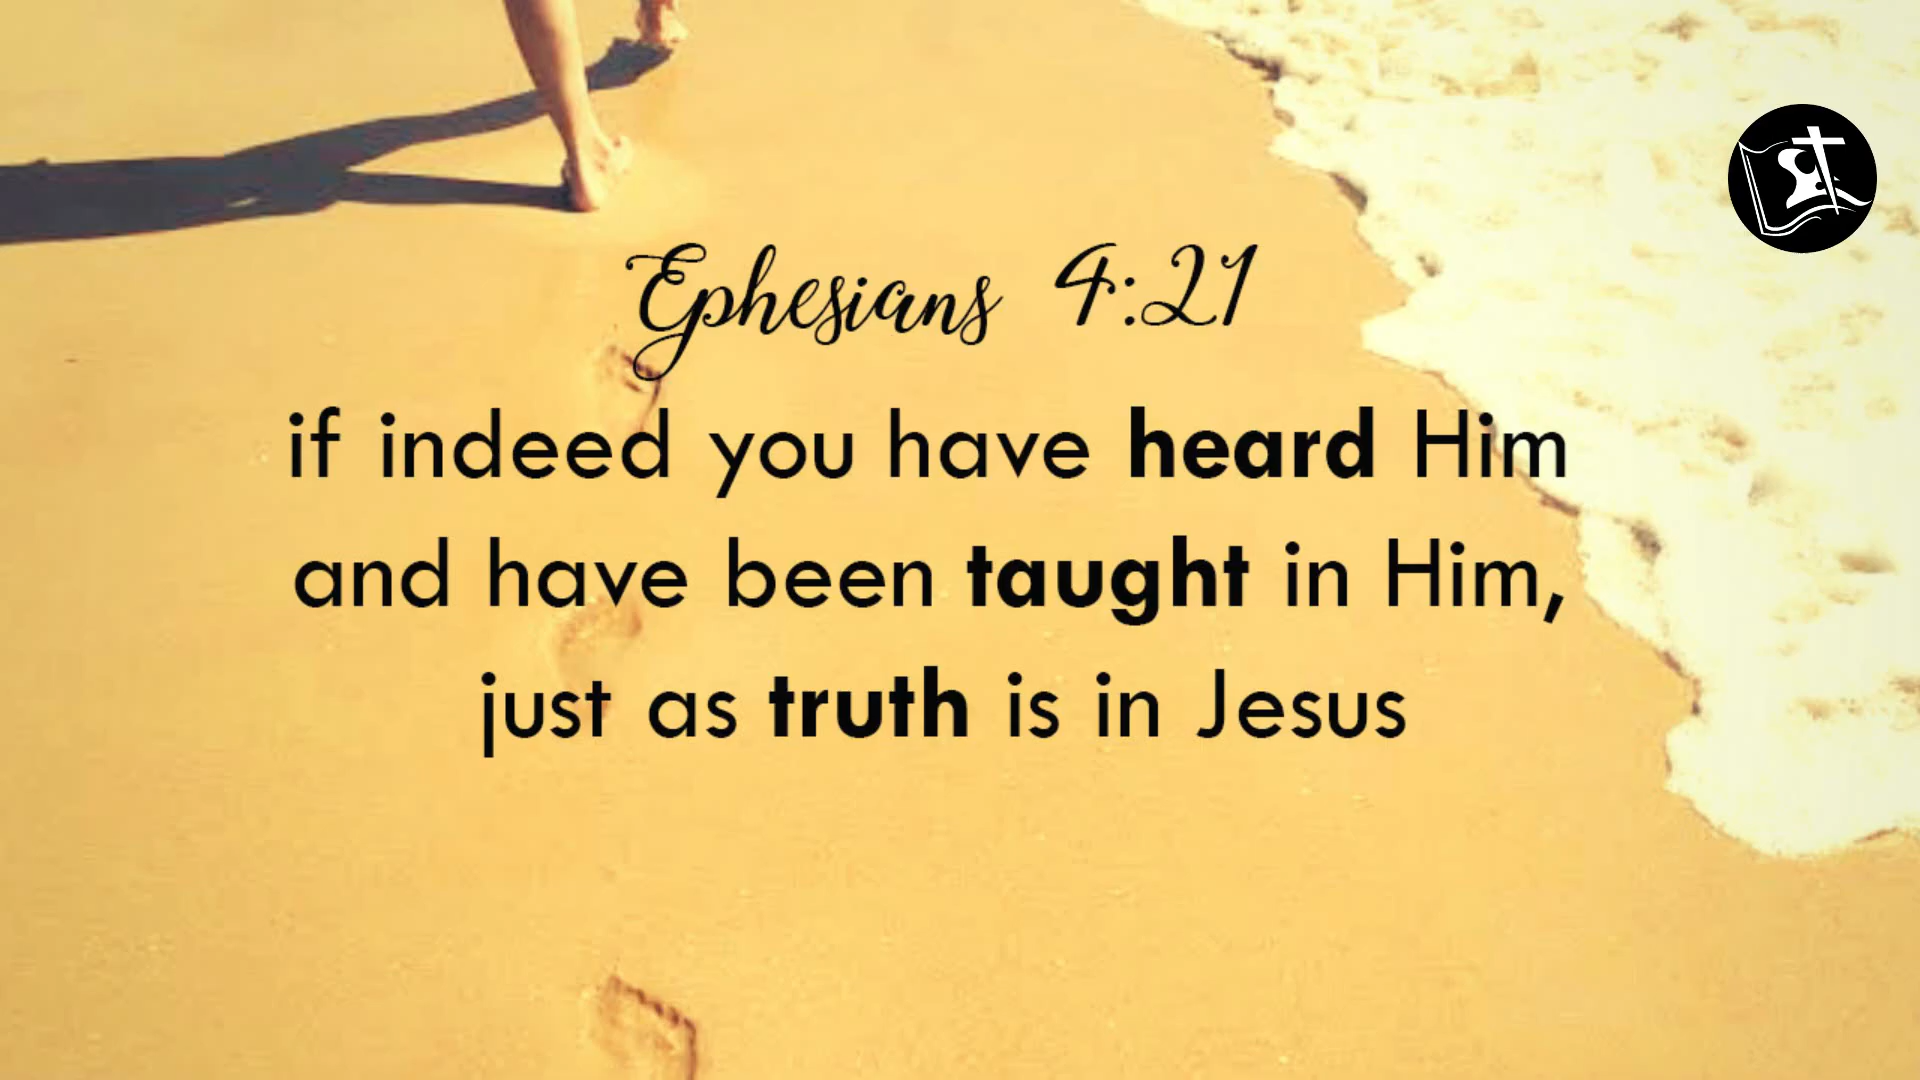 Ephesians 4:21
if indeed you have heard Him
and have been taught in Him,
just as truth is in Jesus